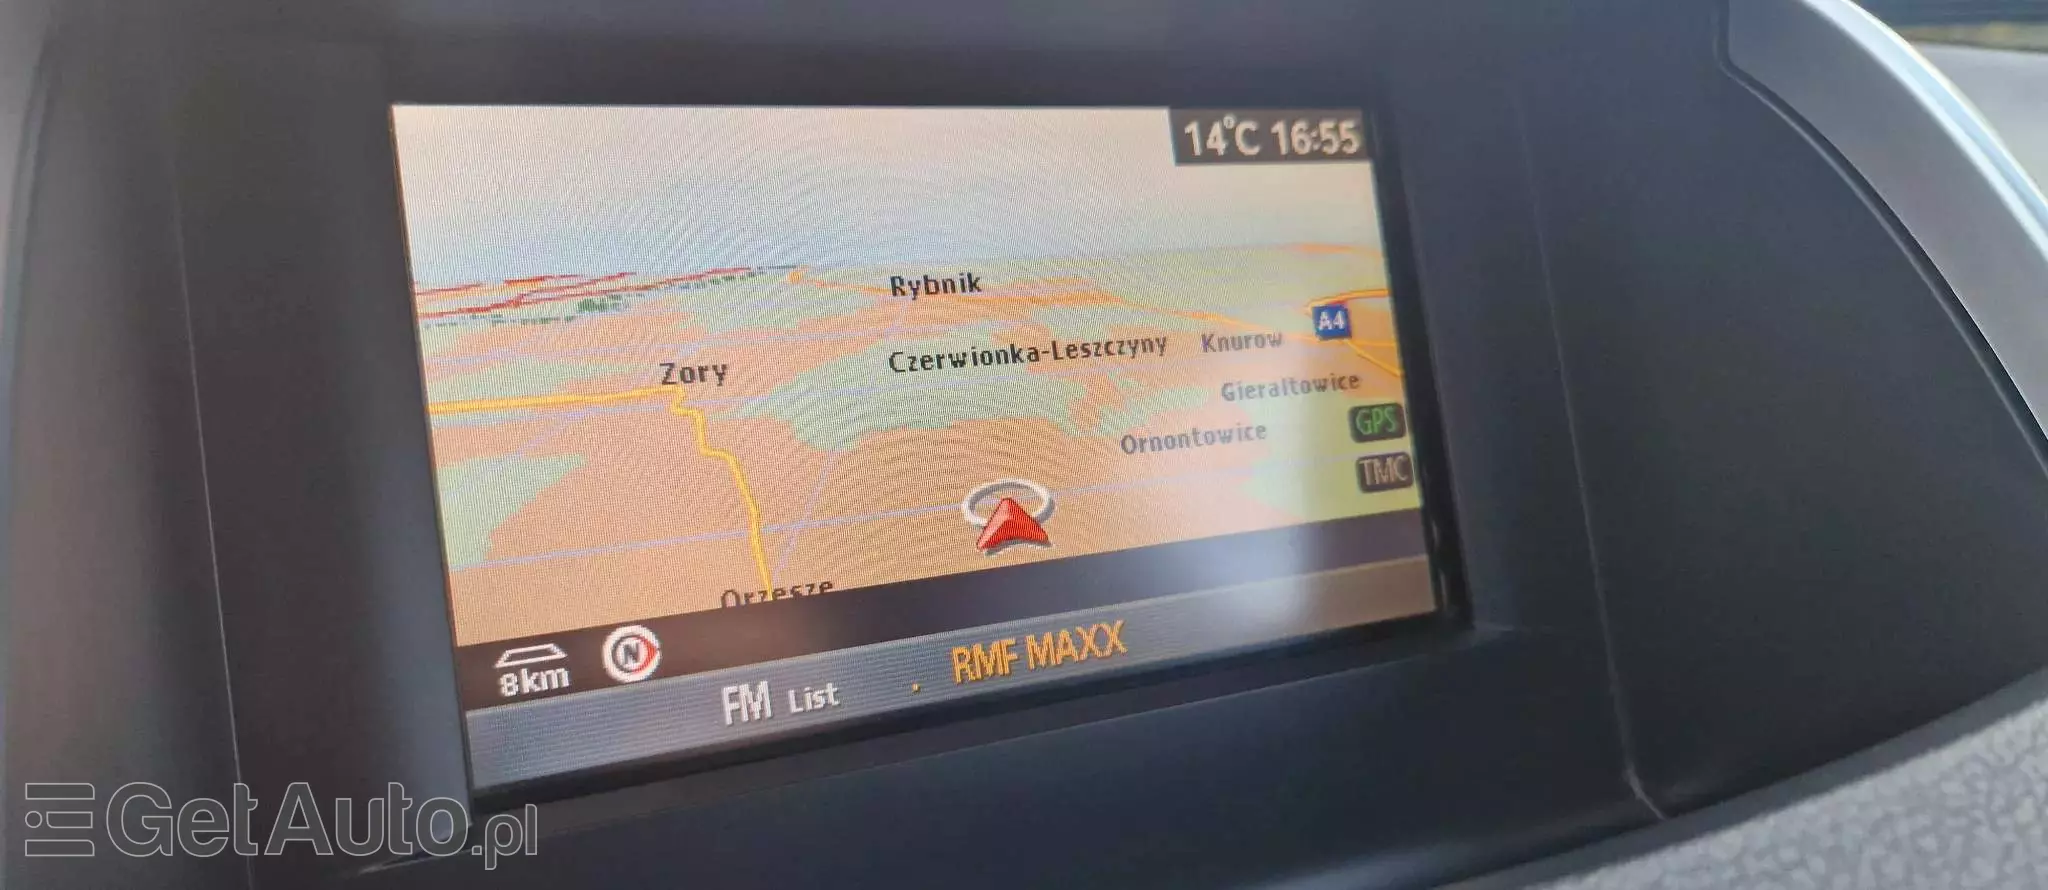 14°C 16:55
Rybnik
A4
Czerwionka-Leszczyny
Knurow
Zory
Gierałtowice
GPS
Ornontowice
TMC
Orzesze
8km
N
FM List
. RMF MAXX
GetAuto.pl